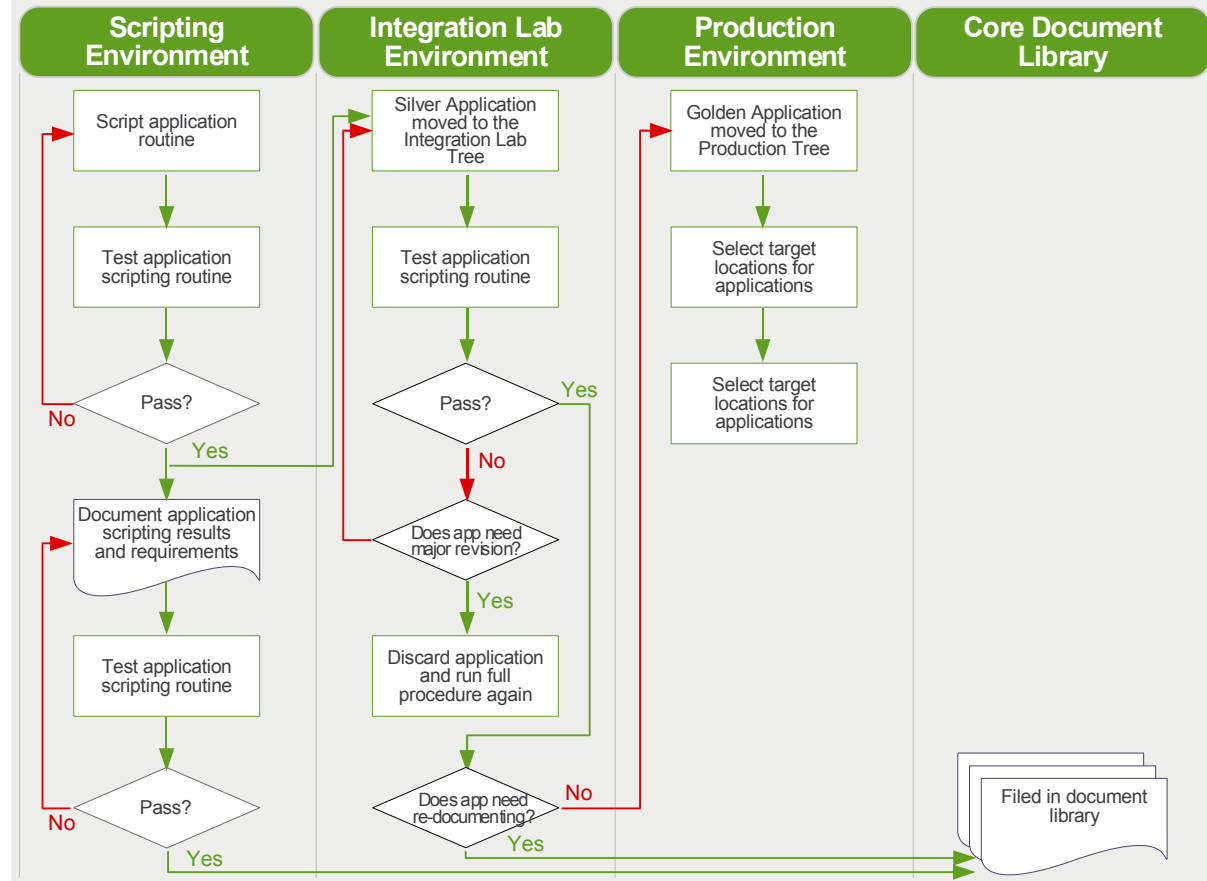 Scripting
Environment
Integration Lab
Environment
Production
Environment
Core Document
Library
Script application
routine
Test application
scripting routine
Pass?
No
Yes
Document application
scripting results
and requirements
Test application
scripting routine
Pass?
No
Yes
Silver Application
moved to the
Integration Lab
Tree
Test application
scripting routine
Pass?
Yes
No
Does app need
major revision?
Yes
Discard application
and run full
procedure again
Does app need
re-documenting?
No
Yes
Golden Application
moved to the
Production Tree
Select target
locations for
applications
Select target
locations for
applications
Filed in document
library